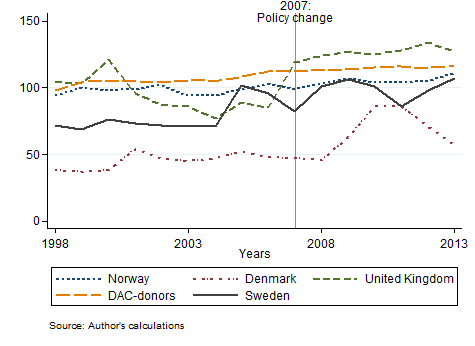 2007:
Policy change
150
100
50
0
1998 2003 2008 2013
Years
Norway Denmark United Kingdom
DAC-donors Sweden
Source: Author's calculations